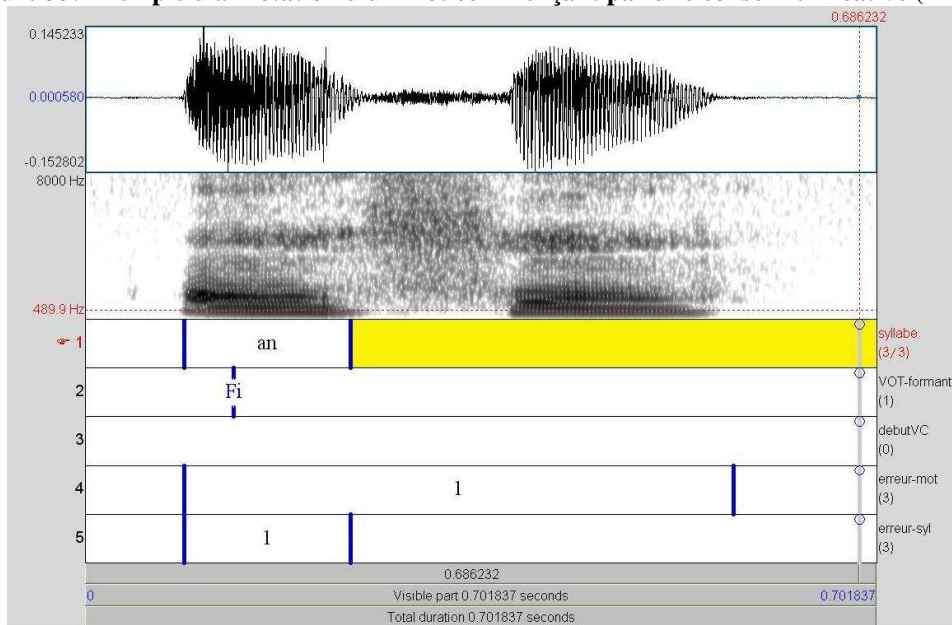 0.686232
0.145233
0.000580
-0.152802
8000 Hz
489.9 Hz
1 an syllabe
(3/3)
2 Fi VOT-formant
(1)
3 debutVC
(0)
4 1 erreur-mot
(3)
5 1 erreur-syl
(3)
0.686232
0 Visible part 0.701837 seconds 0.701837
Total duration 0.701837 seconds